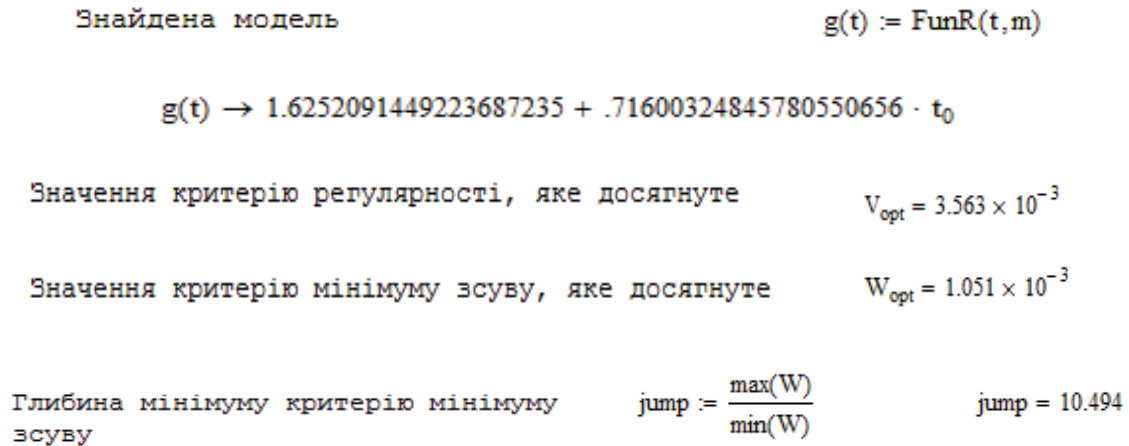 Знайдена модель g(t) := FunR(t,m)
g(t) → 1.6252091449223687235 + .71600324845780550656 · t₀
Значення критерію регулярності, яке досягнуте V_opt = 3.563 × 10⁻³
Значення критерію мінімуму зсуву, яке досягнуте W_opt = 1.051 × 10⁻³
Глибина мінімуму критерію мінімуму зсуву jump := max(W) / min(W) jump = 10.494